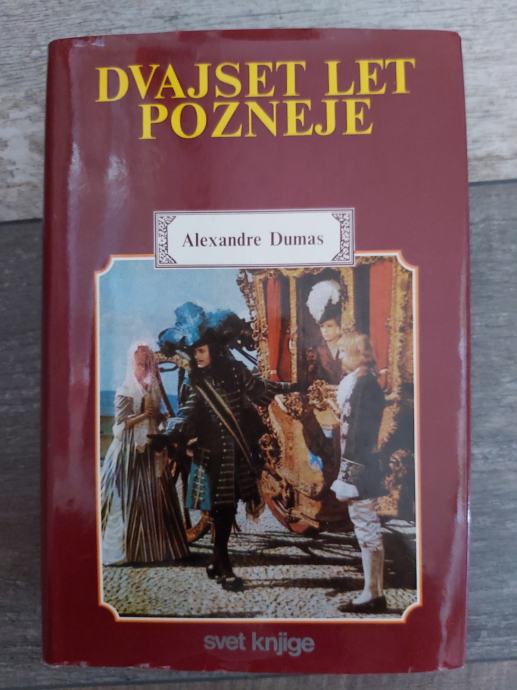 DVAJSET LET
POZNEJE
Alexandre Dumas
svet knjige